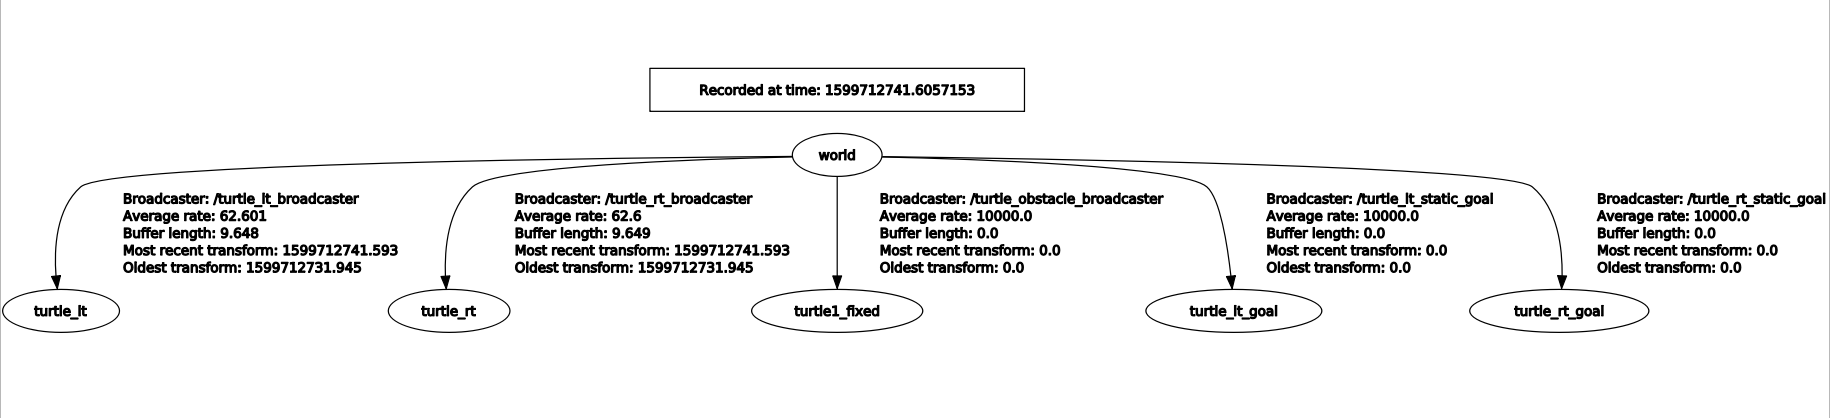 Recorded at time: 1599712741.6057153
world
Broadcaster: /turtle_lt_broadcaster
Average rate: 62.601
Buffer length: 9.648
Most recent transform: 1599712741.593
Oldest transform: 1599712731.945
Broadcaster: /turtle_rt_broadcaster
Average rate: 62.6
Buffer length: 9.649
Most recent transform: 1599712741.593
Oldest transform: 1599712731.945
Broadcaster: /turtle_obstacle_broadcaster
Average rate: 10000.0
Buffer length: 0.0
Most recent transform: 0.0
Oldest transform: 0.0
Broadcaster: /turtle_lt_static_goal
Average rate: 10000.0
Buffer length: 0.0
Most recent transform: 0.0
Oldest transform: 0.0
Broadcaster: /turtle_rt_static_goal
Average rate: 10000.0
Buffer length: 0.0
Most recent transform: 0.0
Oldest transform: 0.0
turtle_lt
turtle_rt
turtle1_fixed
turtle_lt_goal
turtle_rt_goal